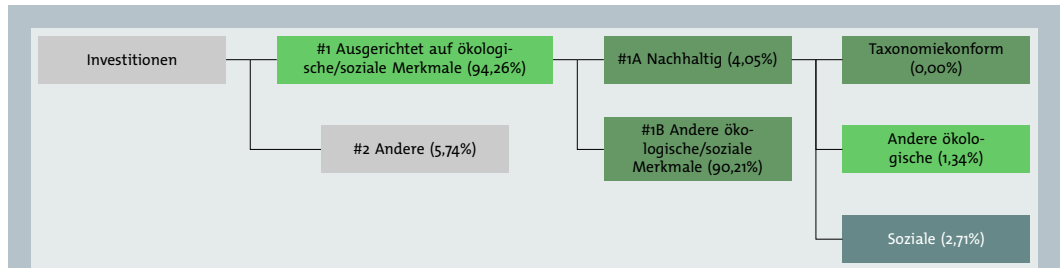 Investitionen
#1 Ausgerichtet auf ökologi-
sche/soziale Merkmale (94,26%)
#2 Andere (5,74%)
#1A Nachhaltig (4,05%)
#1B Andere öko-
logische/soziale
Merkmale (90,21%)
Taxonomiekonform
(0,00%)
Andere ökolo-
gische (1,34%)
Soziale (2,71%)